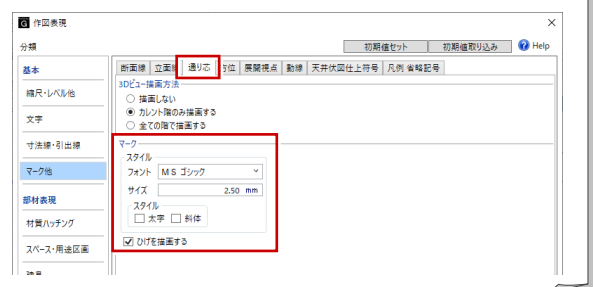 G 作図表現
分類
初期値セット 初期値取り込み ? Help
基本
縮尺・レベル他
文字
寸法線・引出線
マーク他
部材表現
材質ハッチング
スペース・用途区画
断面線 立面線 通り芯 方位 展開視点 動線 天井伏図仕上符号 凡例 省略記号
3Dビュー描画方法
描画しない
カレント階のみ描画する
全ての階で描画する
マーク
スタイル
フォント MS ゴシック
サイズ 2.50 mm
スタイル
太字 斜体
ひげを描画する